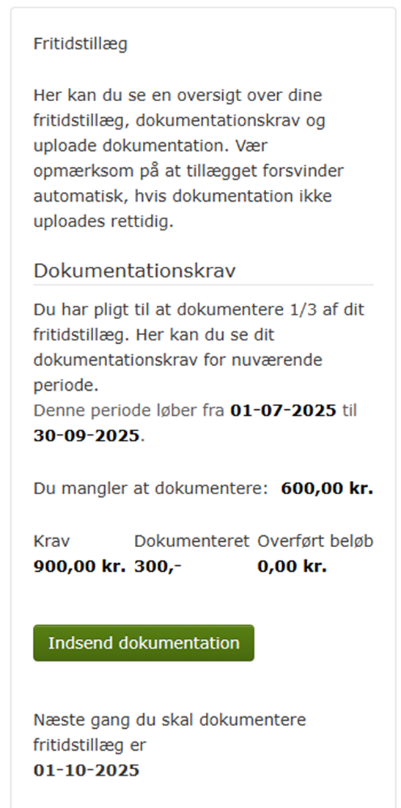 Fritidstillæg
Her kan du se en oversigt over dine
fritidstillæg, dokumentationskrav og
uploade dokumentation. Vær
opmærksom på at tillægget forsvinder
automatisk, hvis dokumentation ikke
uploades rettidig.
Dokumentationskrav
Du har pligt til at dokumentere 1/3 af dit
fritidstillæg. Her kan du se dit
dokumentationskrav for nuværende
periode.
Denne periode løber fra 01-07-2025 til
30-09-2025.
Du mangler at dokumentere: 600,00 kr.
Krav Dokumenteret Overført beløb
900,00 kr. 300,- 0,00 kr.
Indsend dokumentation
Næste gang du skal dokumentere
fritidstillæg er
01-10-2025